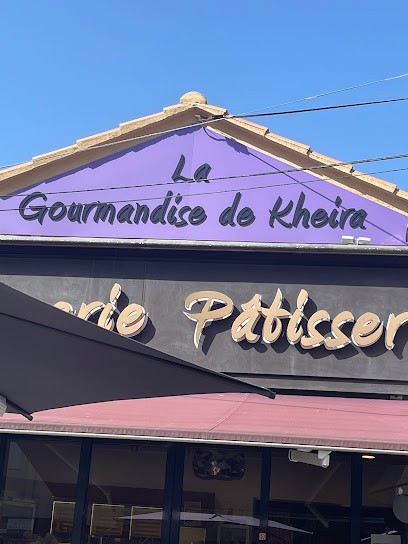 La
Gourmandise de Kheira
erie Pâtisser